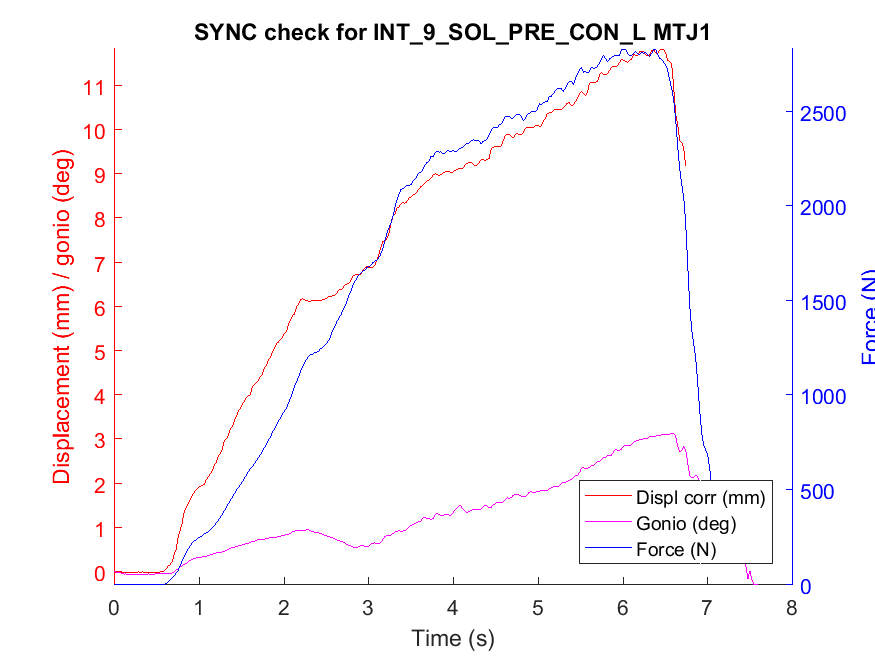 SYNC check for INT_9_SOL_PRE_CON_L MTJ1
Displacement (mm) / gonio (deg)
11
10
9
8
7
6
5
4
3
2
1
0
2500
2000
1500
1000
500
0
Force (N)
Displ corr (mm)
Gonio (deg)
Force (N)
0 1 2 3 4 5 6 7 8
Time (s)